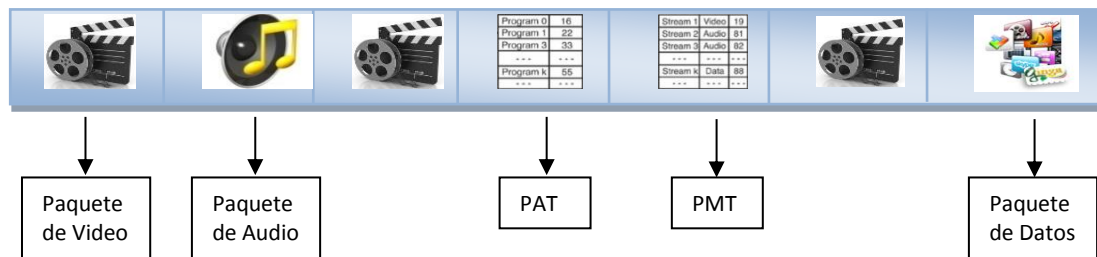 Program 0 16
Program 1 22
Program 3 33
- - - - - -
Program k 55
- - - - - -
Stream 1 Video 19
Stream 2 Audio 81
Stream 3 Audio 82
- - - - - - - - -
Stream k Data 88
- - - - - - - - -
Paquete
de Video
Paquete
de Audio
PAT
PMT
Paquete
de Datos